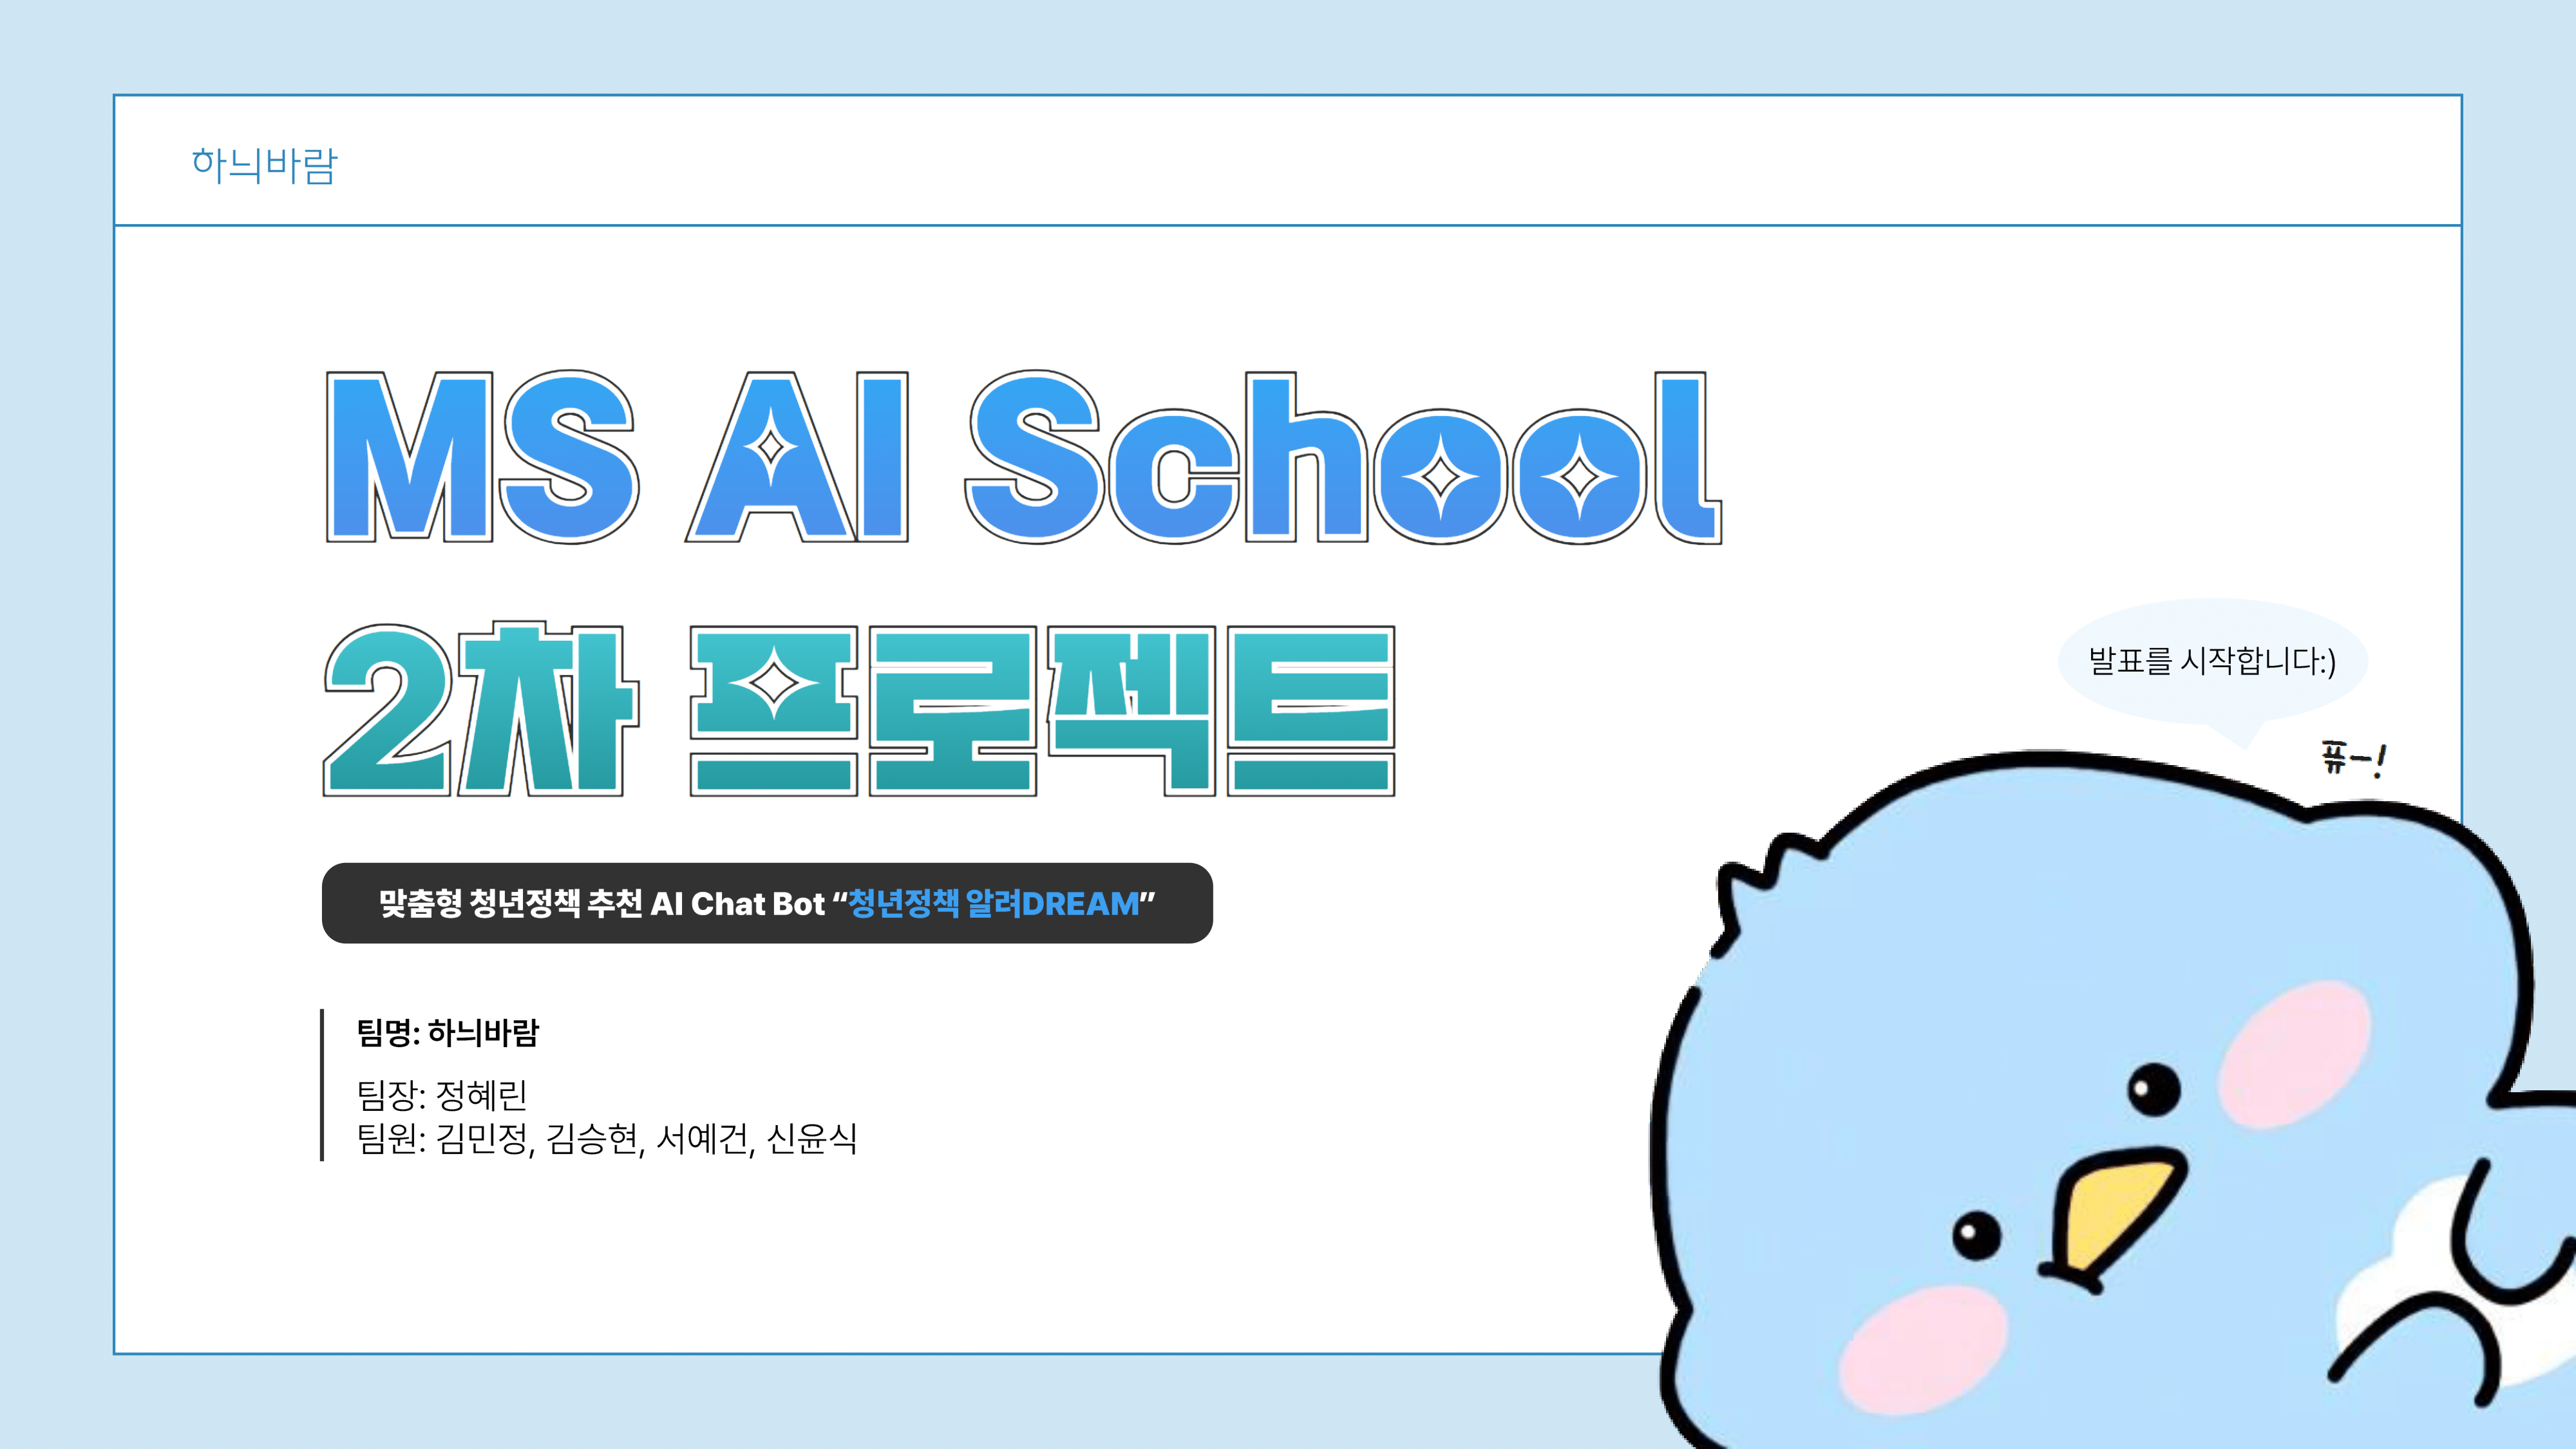 하늬바람
MS AI School
2차 프로젝트
발표를 시작합니다:)
퓨-!
맞춤형 청년정책 추천 AI Chat Bot “청년정책 알려DREAM”
팀명: 하늬바람
팀장: 정혜린
팀원: 김민정, 김승현, 서예건, 신윤식